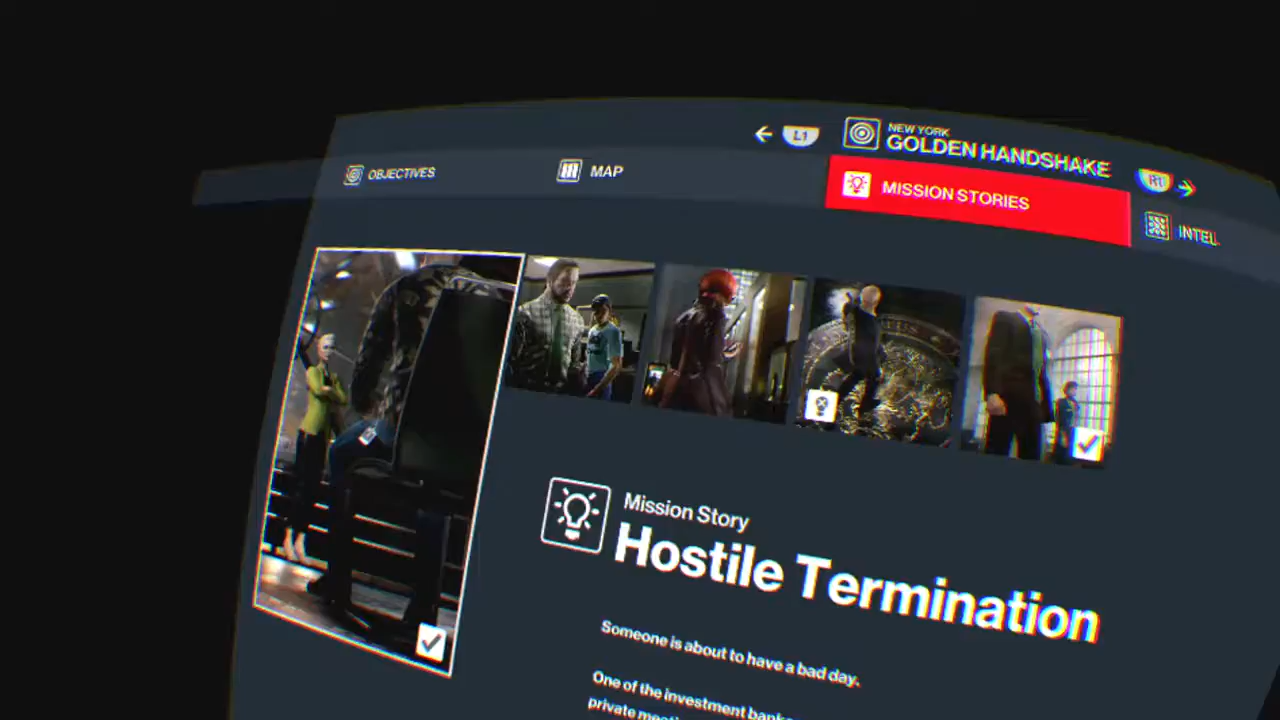 L1
NEW YORK
GOLDEN HANDSHAKE
R1
OBJECTIVES
MAP
MISSION STORIES
INTEL
Mission Story
Hostile Termination
Someone is about to have a bad day.
One of the investment
private